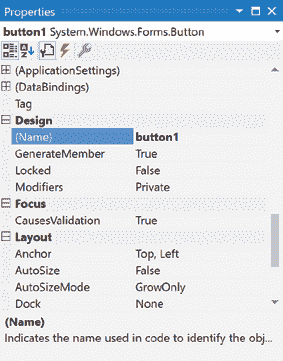 Properties
button1 System.Windows.Forms.Button
(ApplicationSettings)
(DataBindings)
Tag
Design
(Name) button1
GenerateMember True
Locked False
Modifiers Private
Focus
CausesValidation True
Layout
Anchor Top, Left
AutoSize False
AutoSizeMode GrowOnly
Dock None
(Name)
Indicates the name used in code to identify the obj...